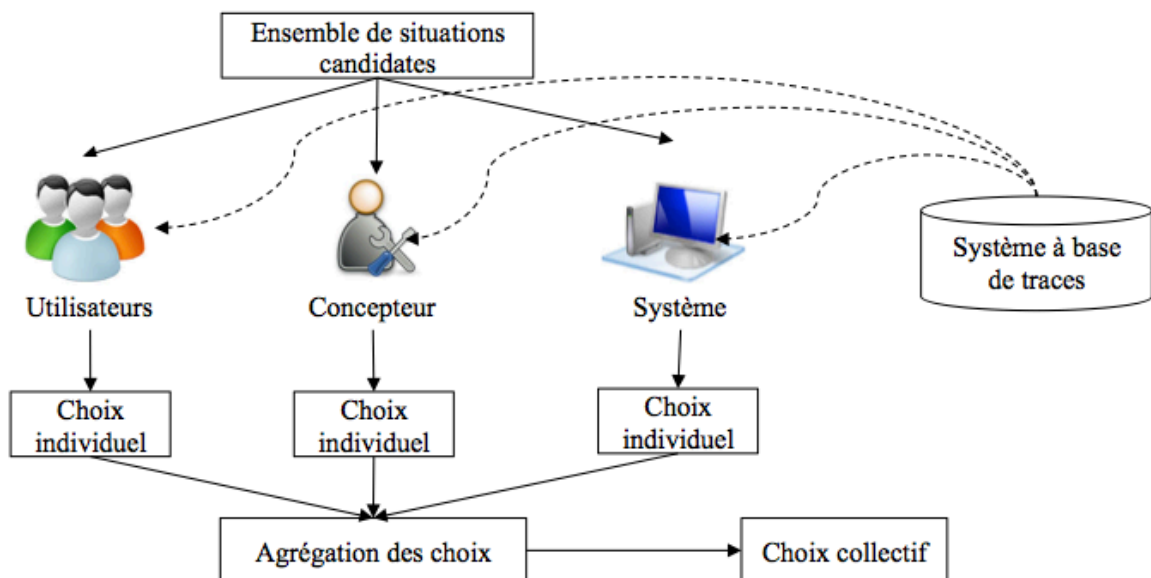 Ensemble de situations
candidates
Système à base
de traces
Utilisateurs
Concepteur
Système
Choix
individuel
Choix
individuel
Choix
individuel
Agrégation des choix
Choix collectif